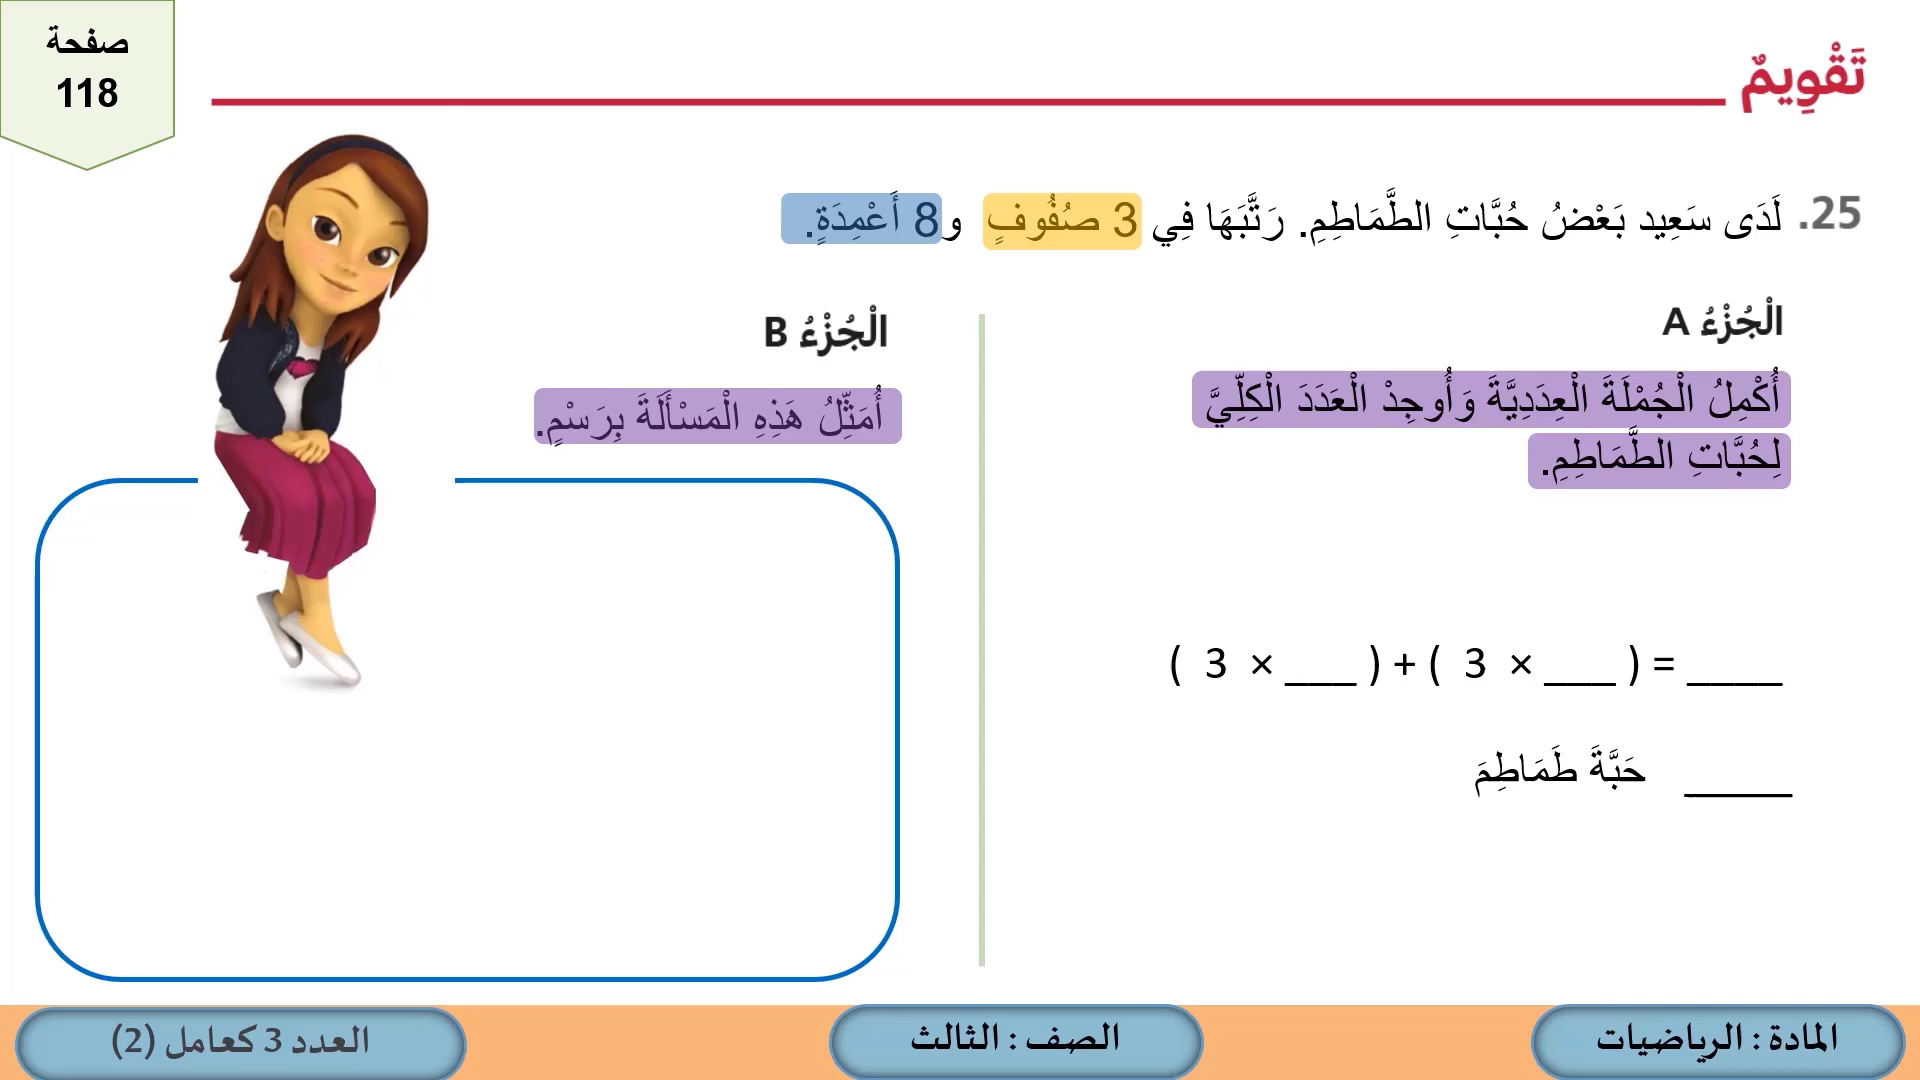 صفحة
118
تَقْوِيمٌ
25. لَدَى سَعِيد بَعْضُ حُبَّاتِ الطَّمَاطِمِ. رَتَّبَهَا فِي 3 صُفُوفٍ و8 أَعْمِدَةٍ.
الْجُزْءُ A
أُكْمِلُ الْجُمْلَةَ الْعِدَدِيَّةَ وَأُوجِدْ الْعَدَدَ الْكِلِّيَّ
لِحُبَّاتِ الطَّمَاطِمِ.
( 3 × ___ ) + ( 3 × ___ ) = ____
_____ حَبَّةَ طَمَاطِمَ
الْجُزْءُ B
أُمَثِّلُ هَذِهِ الْمَسْأَلَةَ بِرَسْمٍ.
المادة : الرياضيات
الصف : الثالث
العدد 3 كعامل (2)